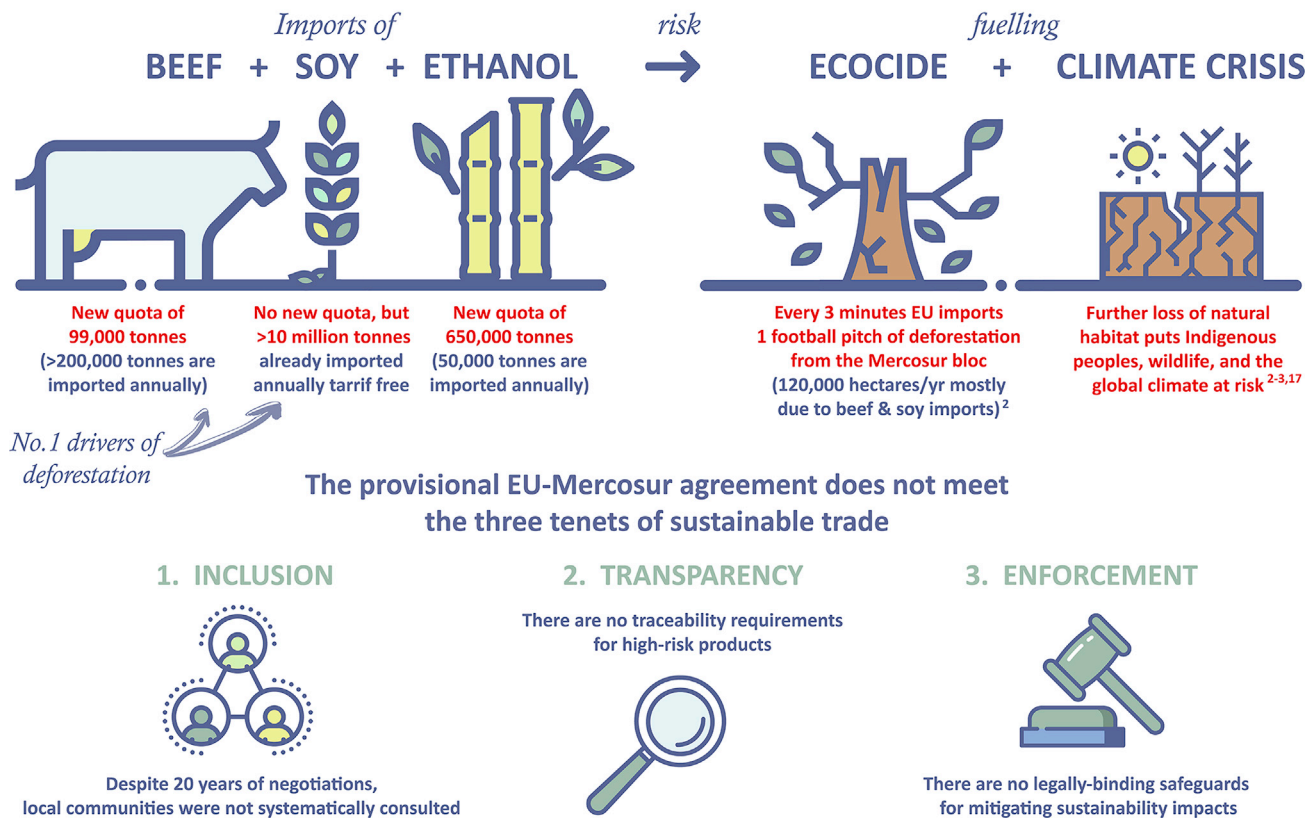 Imports of
risk
fuelling
BEEF + SOY + ETHANOL → ECOCIDE + CLIMATE CRISIS
New quota of
99,000 tonnes
(>200,000 tonnes are
imported annually)
No new quota, but
>10 million tonnes
already imported
annually tarrif free
New quota of
650,000 tonnes
(50,000 tonnes are
imported annually)
Every 3 minutes EU imports
1 football pitch of deforestation
from the Mercosur bloc
(120,000 hectares/yr mostly
due to beef & soy imports)2
Further loss of natural
habitat puts Indigenous
peoples, wildlife, and the
global climate at risk 2-3,17
No.1 drivers of
deforestation
The provisional EU-Mercosur agreement does not meet
the three tenets of sustainable trade
1. INCLUSION
Despite 20 years of negotiations,
local communities were not systematically consulted
2. TRANSPARENCY
There are no traceability requirements
for high-risk products
3. ENFORCEMENT
There are no legally-binding safeguards
for mitigating sustainability impacts